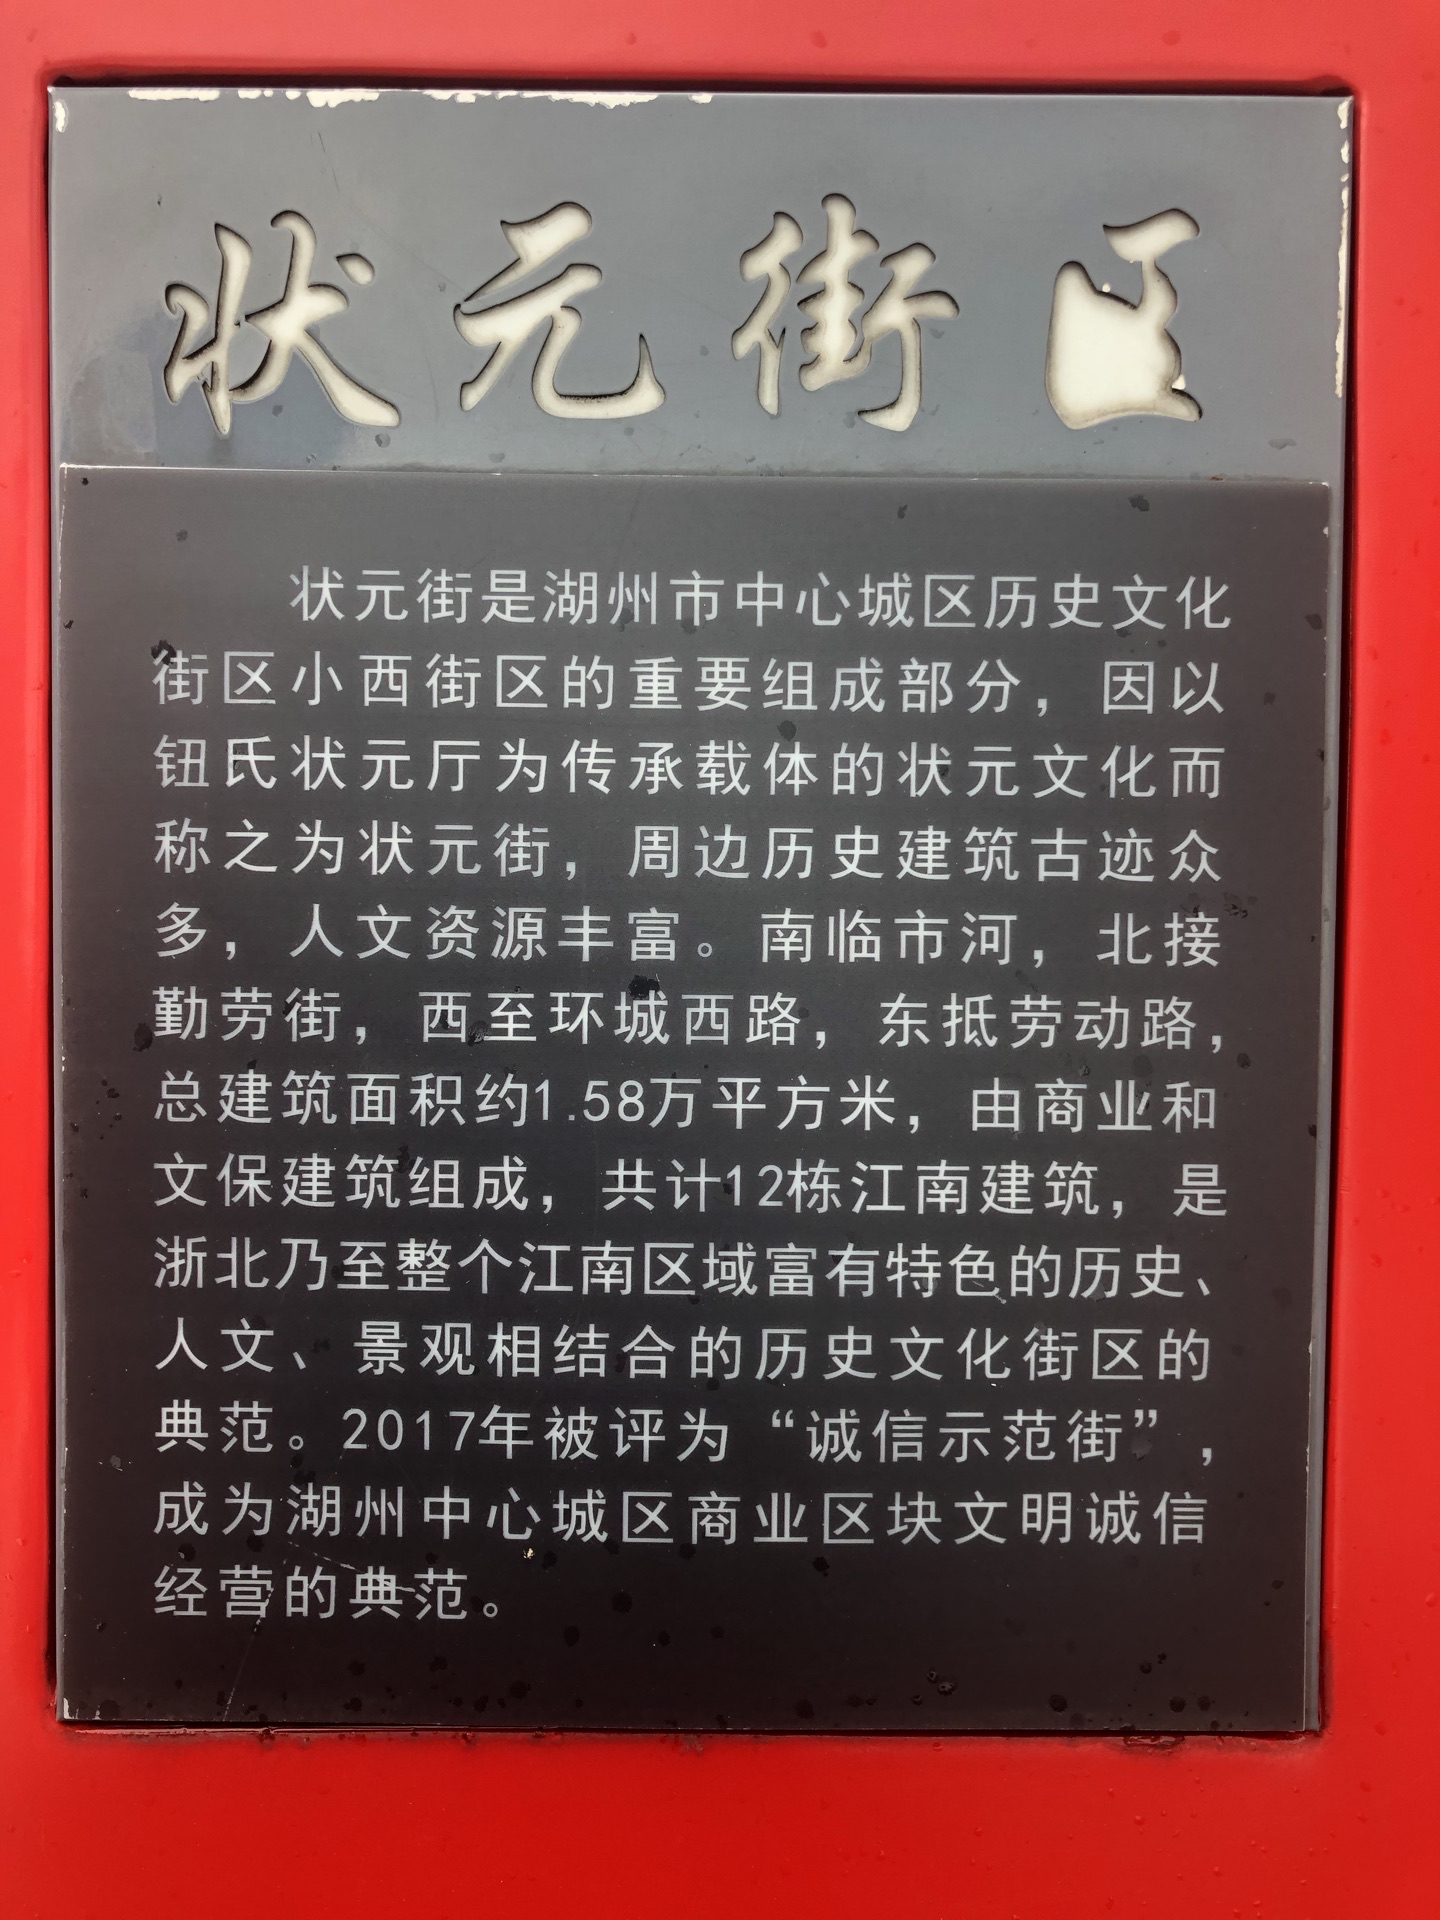 状元街区
状元街是湖州市中心城区历史文化
街区小西街区的重要组成部分，因以
钮氏状元厅为传承载体的状元文化而
称之为状元街，周边历史建筑古迹众
多，人文资源丰富。南临市河，北接
勤劳街，西至环城西路，东抵劳动路，
总建筑面积约1.58万平方米，由商业和
文保建筑组成，共计12栋江南建筑，是
浙北乃至整个江南区域富有特色的历史、
人文、景观相结合的历史文化街区的
典范。2017年被评为“诚信示范街”，
成为湖州中心城区商业区块文明诚信
经营的典范。